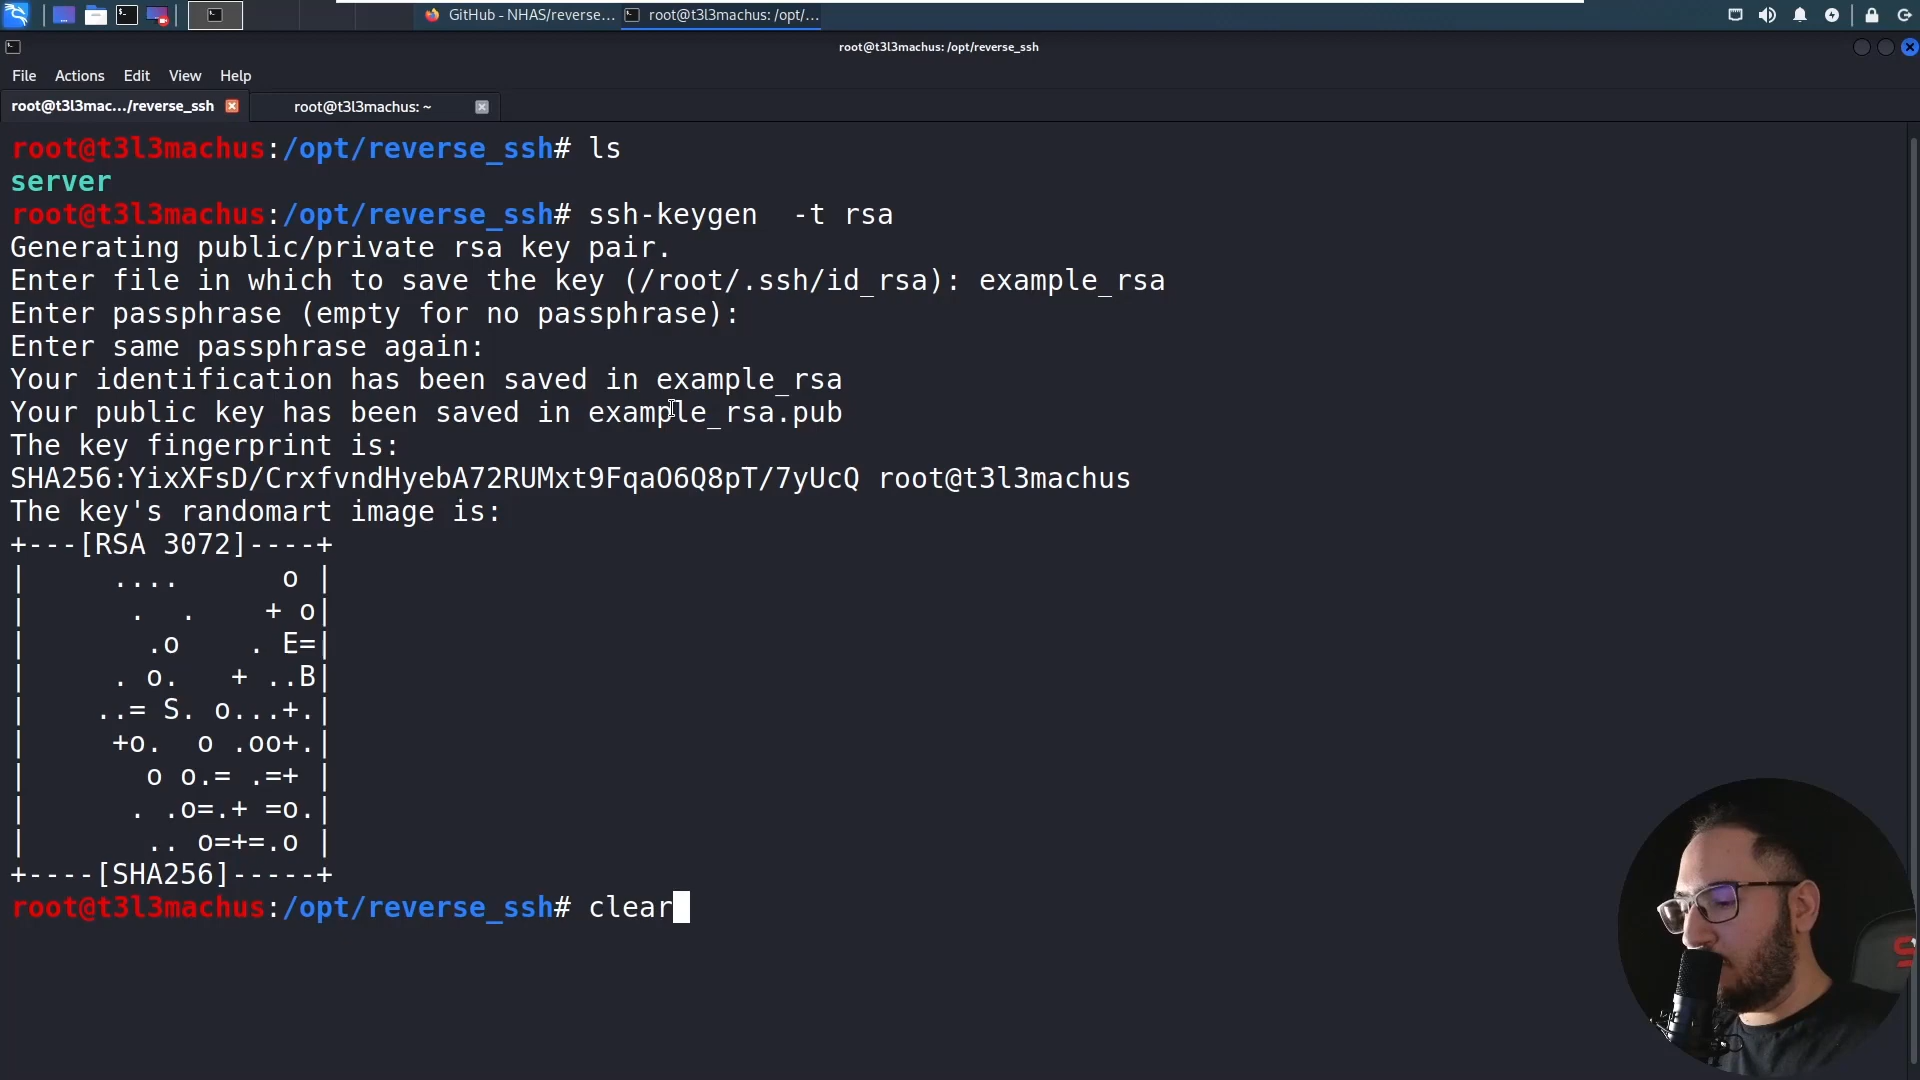 GitHub - NHAS/reverse...
root@t3l3machus: /opt/...
root@t3l3machus: /opt/reverse_ssh
File Actions Edit View Help
root@t3l3mac.../reverse_ssh
root@t3l3machus: ~
root@t3l3machus:/opt/reverse_ssh# ls
server
root@t3l3machus:/opt/reverse_ssh# ssh-keygen  -t rsa
Generating public/private rsa key pair.
Enter file in which to save the key (/root/.ssh/id_rsa): example_rsa
Enter passphrase (empty for no passphrase):
Enter same passphrase again:
Your identification has been saved in example_rsa
Your public key has been saved in example_rsa.pub
The key fingerprint is:
SHA256:YixXFsD/CrxfvndHyebA72RUMxt9FqaO6Q8pT/7yUcQ root@t3l3machus
The key's randomart image is:
+---[RSA 3072]----+
|     ....      o |
|      .  .    + o|
|       .o    . E=|
|     . o.   + ..B|
|    ..= S. o...+.|
|     +o.  o .oo+.|
|       o o.= .=+ |
|      . .o=.+ =o.|
|       .. o=+=.o |
+----[SHA256]-----+
root@t3l3machus:/opt/reverse_ssh# clear